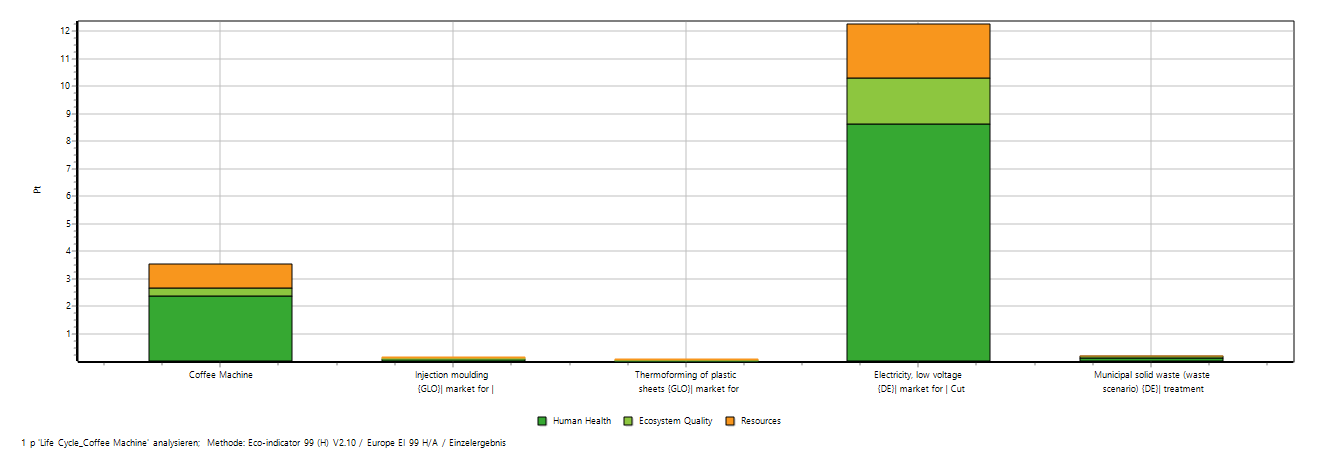 12
11
10
9
8
7
6
5
4
3
2
1
Pt
Coffee Machine
Injection moulding
{GLO}| market for |
Thermoforming of plastic
sheets {GLO}| market for
Electricity, low voltage
{DE}| market for | Cut
Municipal solid waste (waste
scenario) {DE}| treatment
Human Health Ecosystem Quality Resources
1 p 'Life Cycle_Coffee Machine' analysieren; Methode: Eco-indicator 99 (H) V2.10 / Europe EI 99 H/A / Einzelergebnis